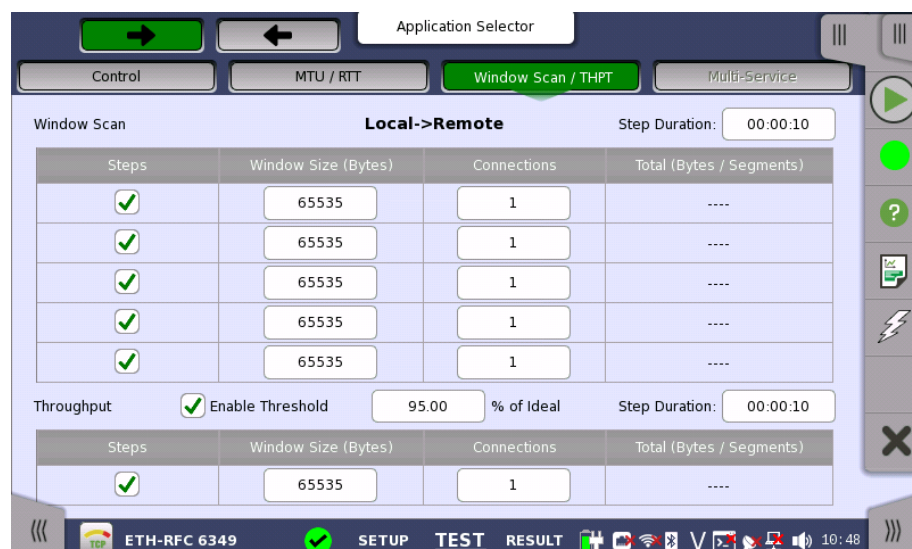 Application Selector
Control MTU / RTT Window Scan / THPT Multi-Service
Window Scan Local->Remote Step Duration: 00:00:10
Steps Window Size (Bytes) Connections Total (Bytes / Segments)
65535 1 ----
65535 1 ----
65535 1 ----
65535 1 ----
65535 1 ----
Throughput Enable Threshold 95.00 % of Ideal Step Duration: 00:00:10
Steps Window Size (Bytes) Connections Total (Bytes / Segments)
65535 1 ----
TCP ETH-RFC 6349 SETUP TEST RESULT V 10:48